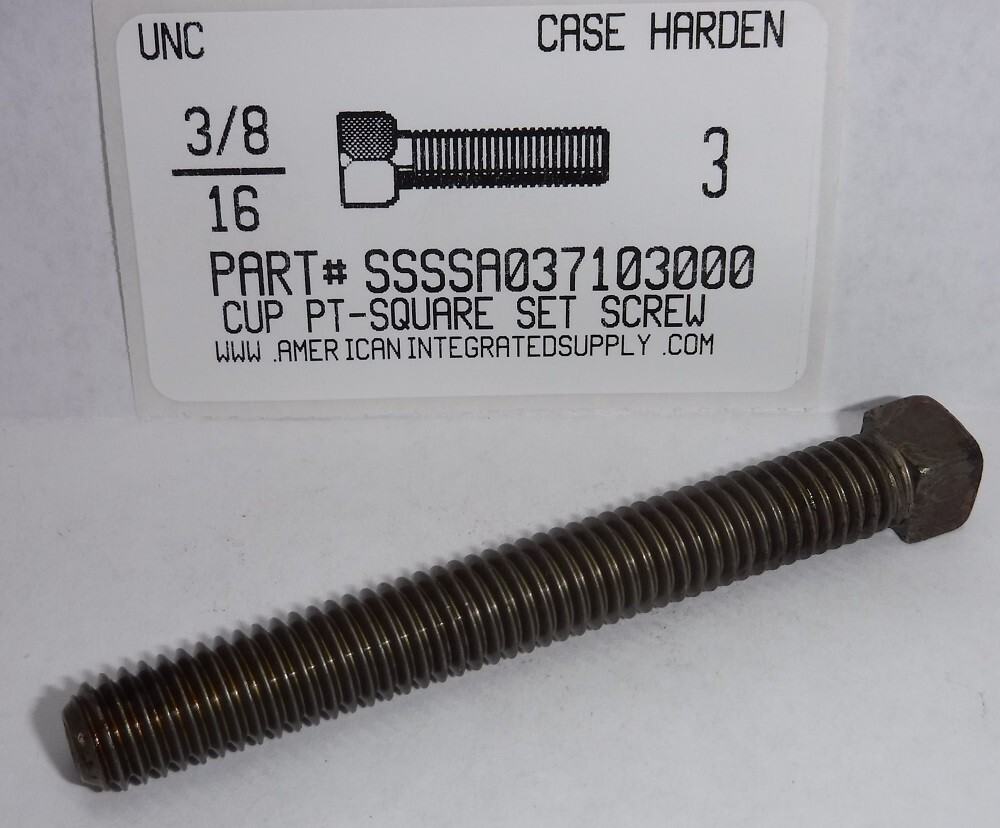 UNC CASE HARDEN
3/8
16
3
PART# SSSSA037103000
CUP PT-SQUARE SET SCREW
WWW.AMERICANINTEGRATEDSUPPLY.COM